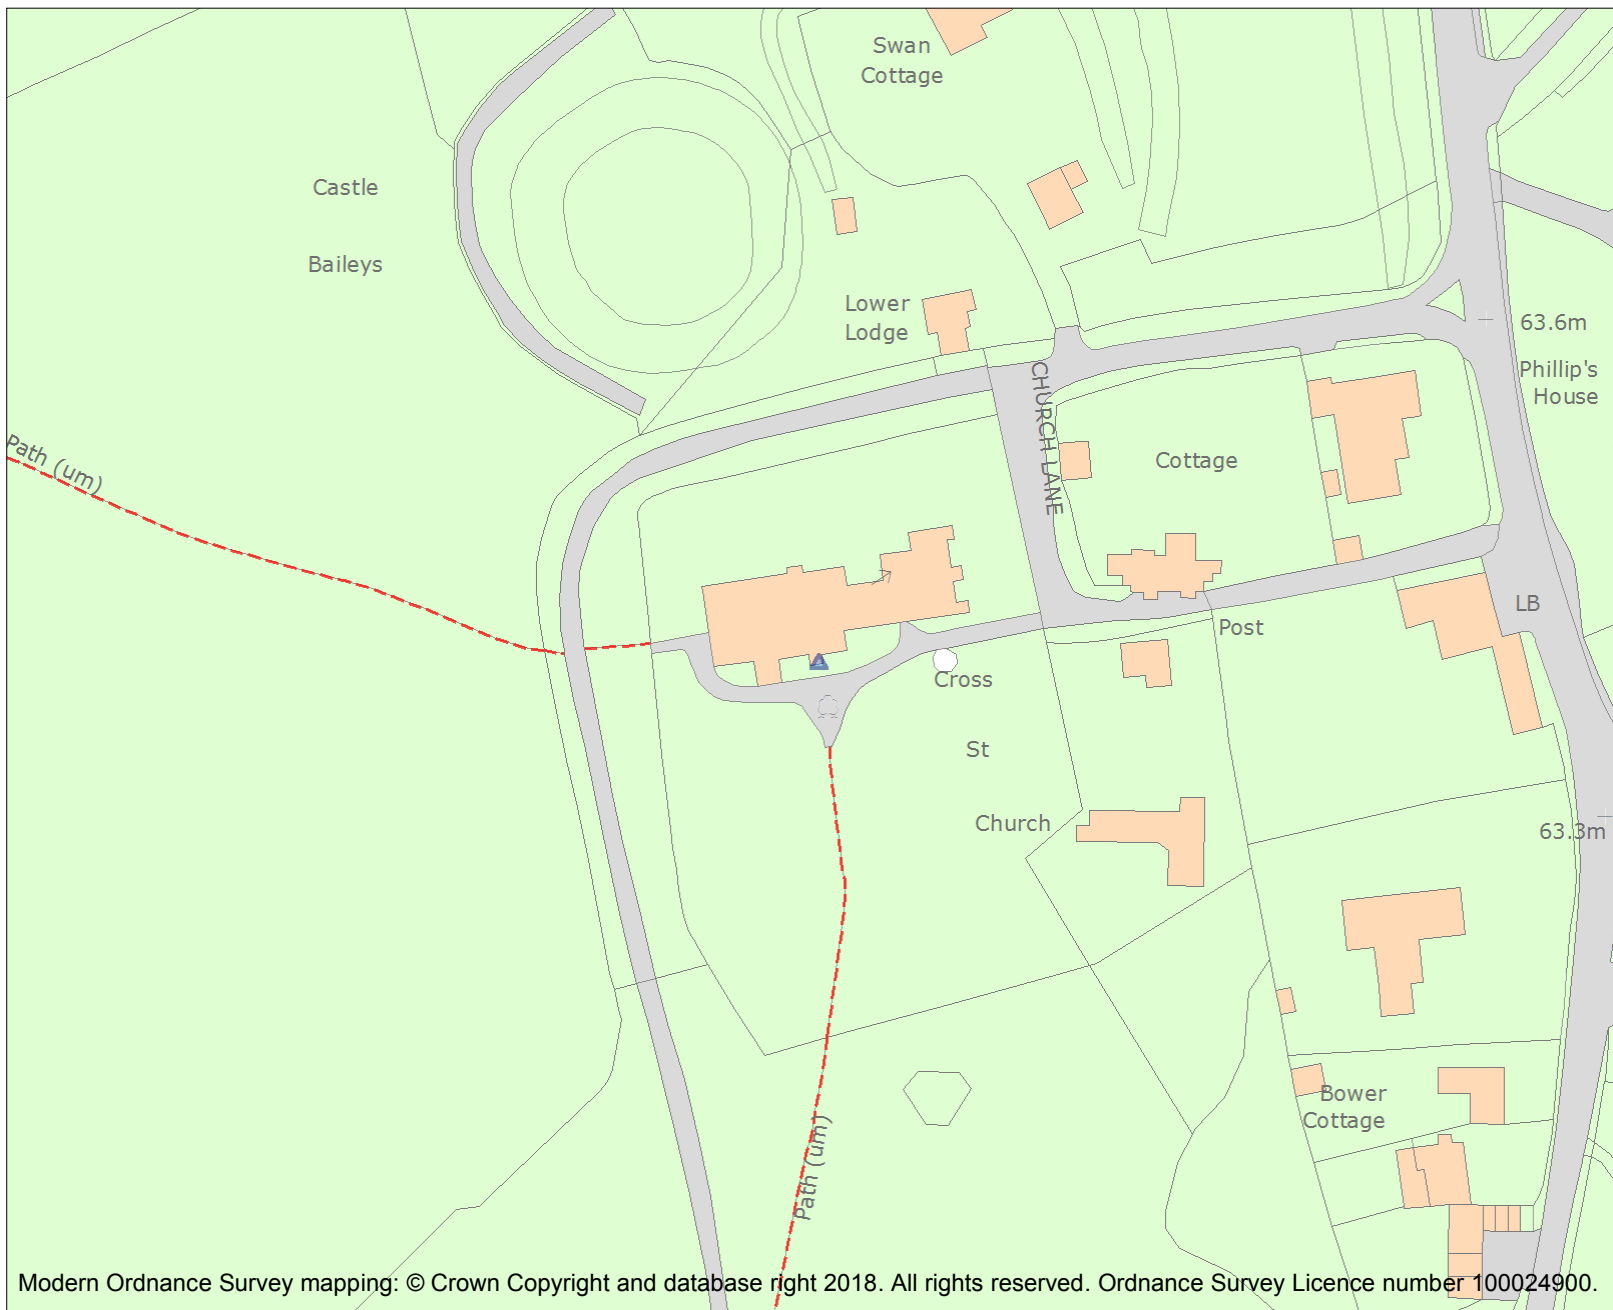 Swan
Cottage
Castle
Baileys
Lower
Lodge
63.6m
Phillip's
House
CHURCH LANE
Path (um)
Cottage
LB
Post
Cross
St
Church
63.3m
Bower
Cottage
Path (um)
Modern Ordnance Survey mapping: © Crown Copyright and database right 2018. All rights reserved. Ordnance Survey Licence number 100024900.